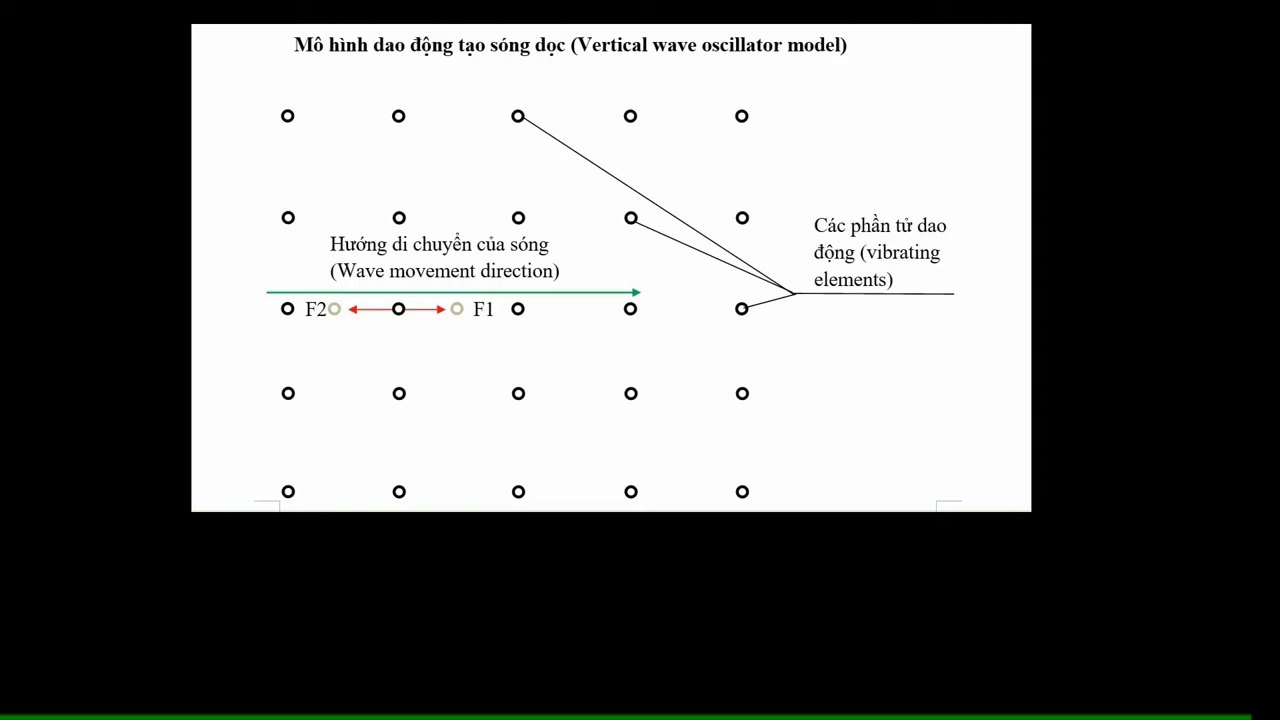 Mô hình dao động tạo sóng dọc (Vertical wave oscillator model)
Các phần tử dao
động (vibrating
elements)
Hướng di chuyển của sóng
(Wave movement direction)
F2
F1